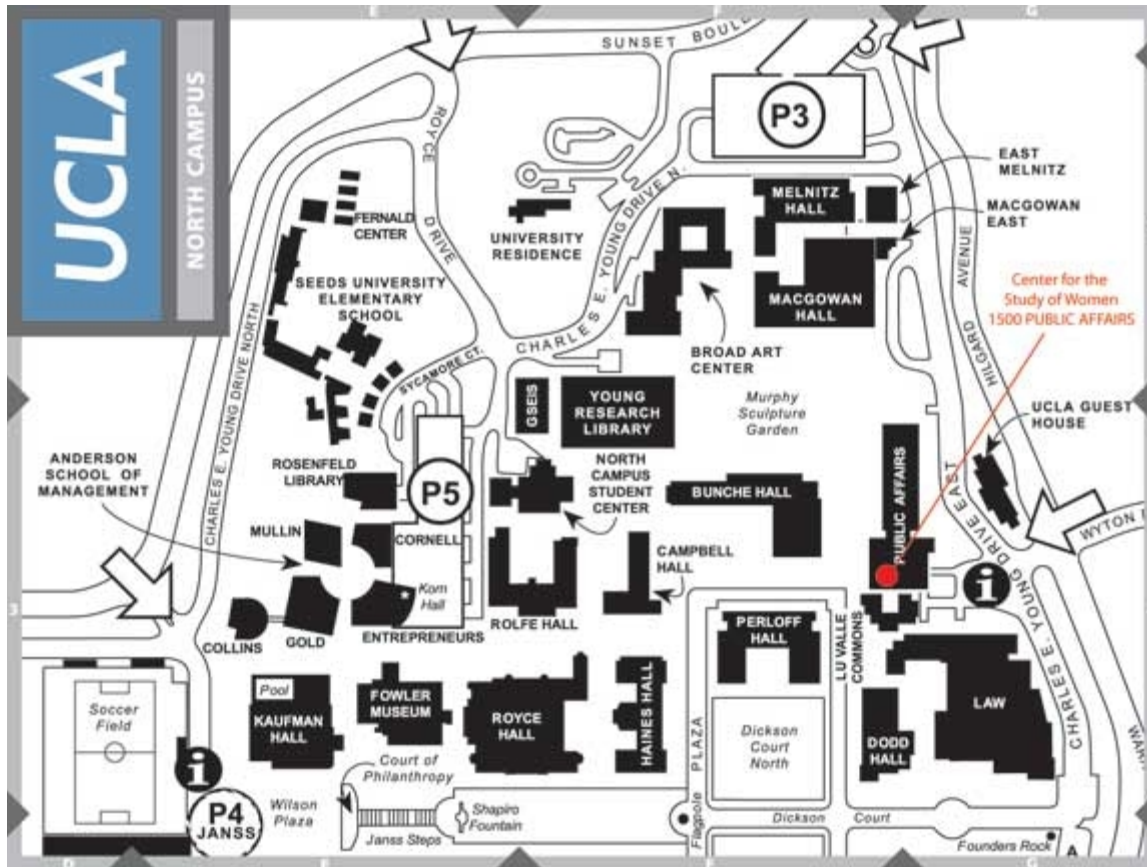 UCLA
NORTH CAMPUS
E
F
G
SUNSET BOUL
P3
ROYCE
DRIVE
FERNALD
CENTER
SEEDS UNIVERSITY
ELEMENTARY
SCHOOL
UNIVERSITY
RESIDENCE
CHARLES E. YOUNG DRIVE N.
MELNITZ
HALL
EAST
MELNITZ
MACGOWAN
EAST
MACGOWAN
HALL
HILGARD AVENUE
Center for the
Study of Women
1500 PUBLIC AFFAIRS
BROAD ART
CENTER
SYCAMORE CT.
CHARLES E. YOUNG DRIVE NORTH
GSEIS
YOUNG
RESEARCH
LIBRARY
Murphy
Sculpture
Garden
UCLA GUEST
HOUSE
ANDERSON
SCHOOL OF
MANAGEMENT
ROSENFELD
LIBRARY
P5
NORTH
CAMPUS
STUDENT
CENTER
BUNCHE HALL
PUBLIC AFFAIRS
WYTON
MULLIN
CORNELL
CAMPBELL
HALL
Korn
Hall
i
COLLINS
GOLD
ENTREPRENEURS
ROLFE HALL
PERLOFF
HALL
LU VALLE
COMMONS
CHARLES E. YOUNG DRIVE EAST
Soccer
Field
Pool
KAUFMAN
HALL
FOWLER
MUSEUM
ROYCE
HALL
HAINES HALL
Dickson
Court
North
DODD
HALL
LAW
i
P4
JANSS
Wilson
Plaza
Court of
Philanthropy
Janss Steps
Shapiro
Fountain
Flagpole
PLAZA
Dickson Court
Founders Rock
A
D
E
F
G